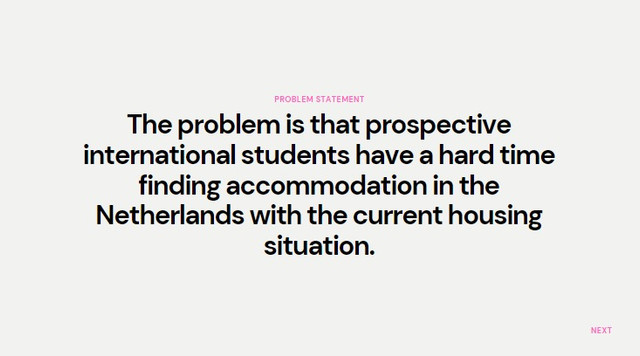 PROBLEM STATEMENT
The problem is that prospective
international students have a hard time
finding accommodation in the
Netherlands with the current housing
situation.
NEXT